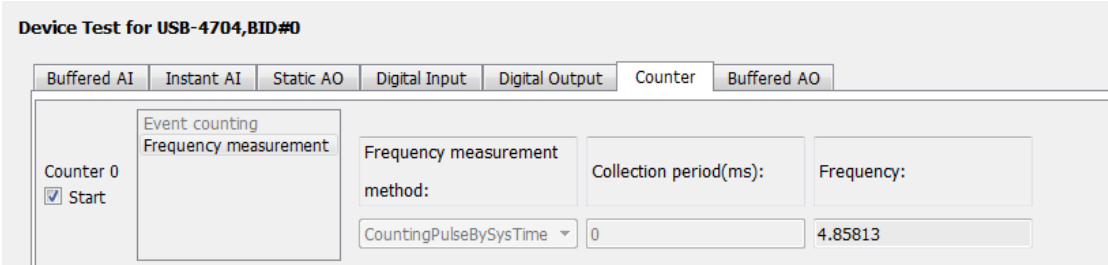 Device Test for USB-4704,BID#0
Buffered AI Instant AI Static AO Digital Input Digital Output Counter Buffered AO
Counter 0
Start
Event counting
Frequency measurement
Frequency measurement
method:
Collection period(ms):
Frequency:
CountingPulseBySysTime
0
4.85813